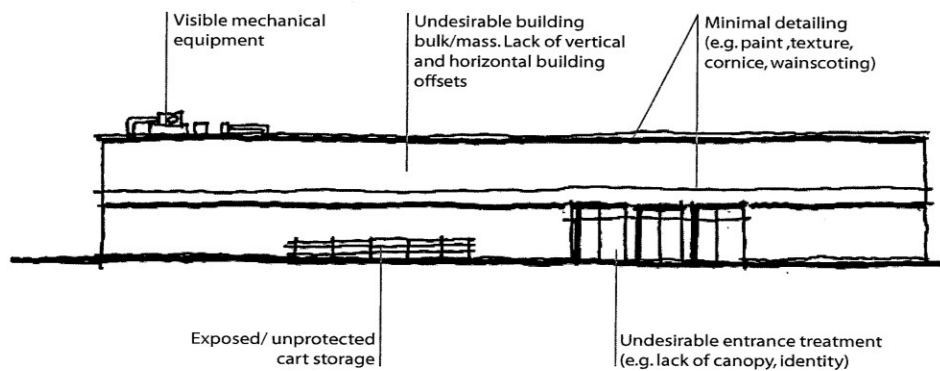 Visible mechanical
equipment
Undesirable building
bulk/mass. Lack of vertical
and horizontal building
offsets
Minimal detailing
(e.g. paint ,texture,
cornice, wainscoting)
Exposed/ unprotected
cart storage
Undesirable entrance treatment
(e.g. lack of canopy, identity)